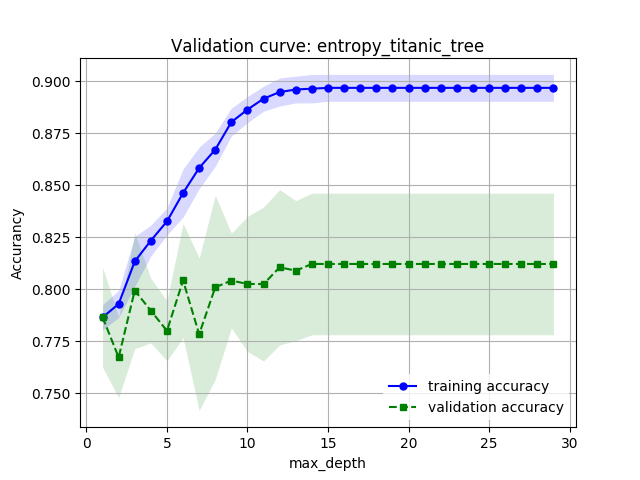 Validation curve: entropy_titanic_tree
Accurancy
0.900
0.875
0.850
0.825
0.800
0.775
0.750
training accuracy
validation accuracy
0 5 10 15 20 25 30
max_depth